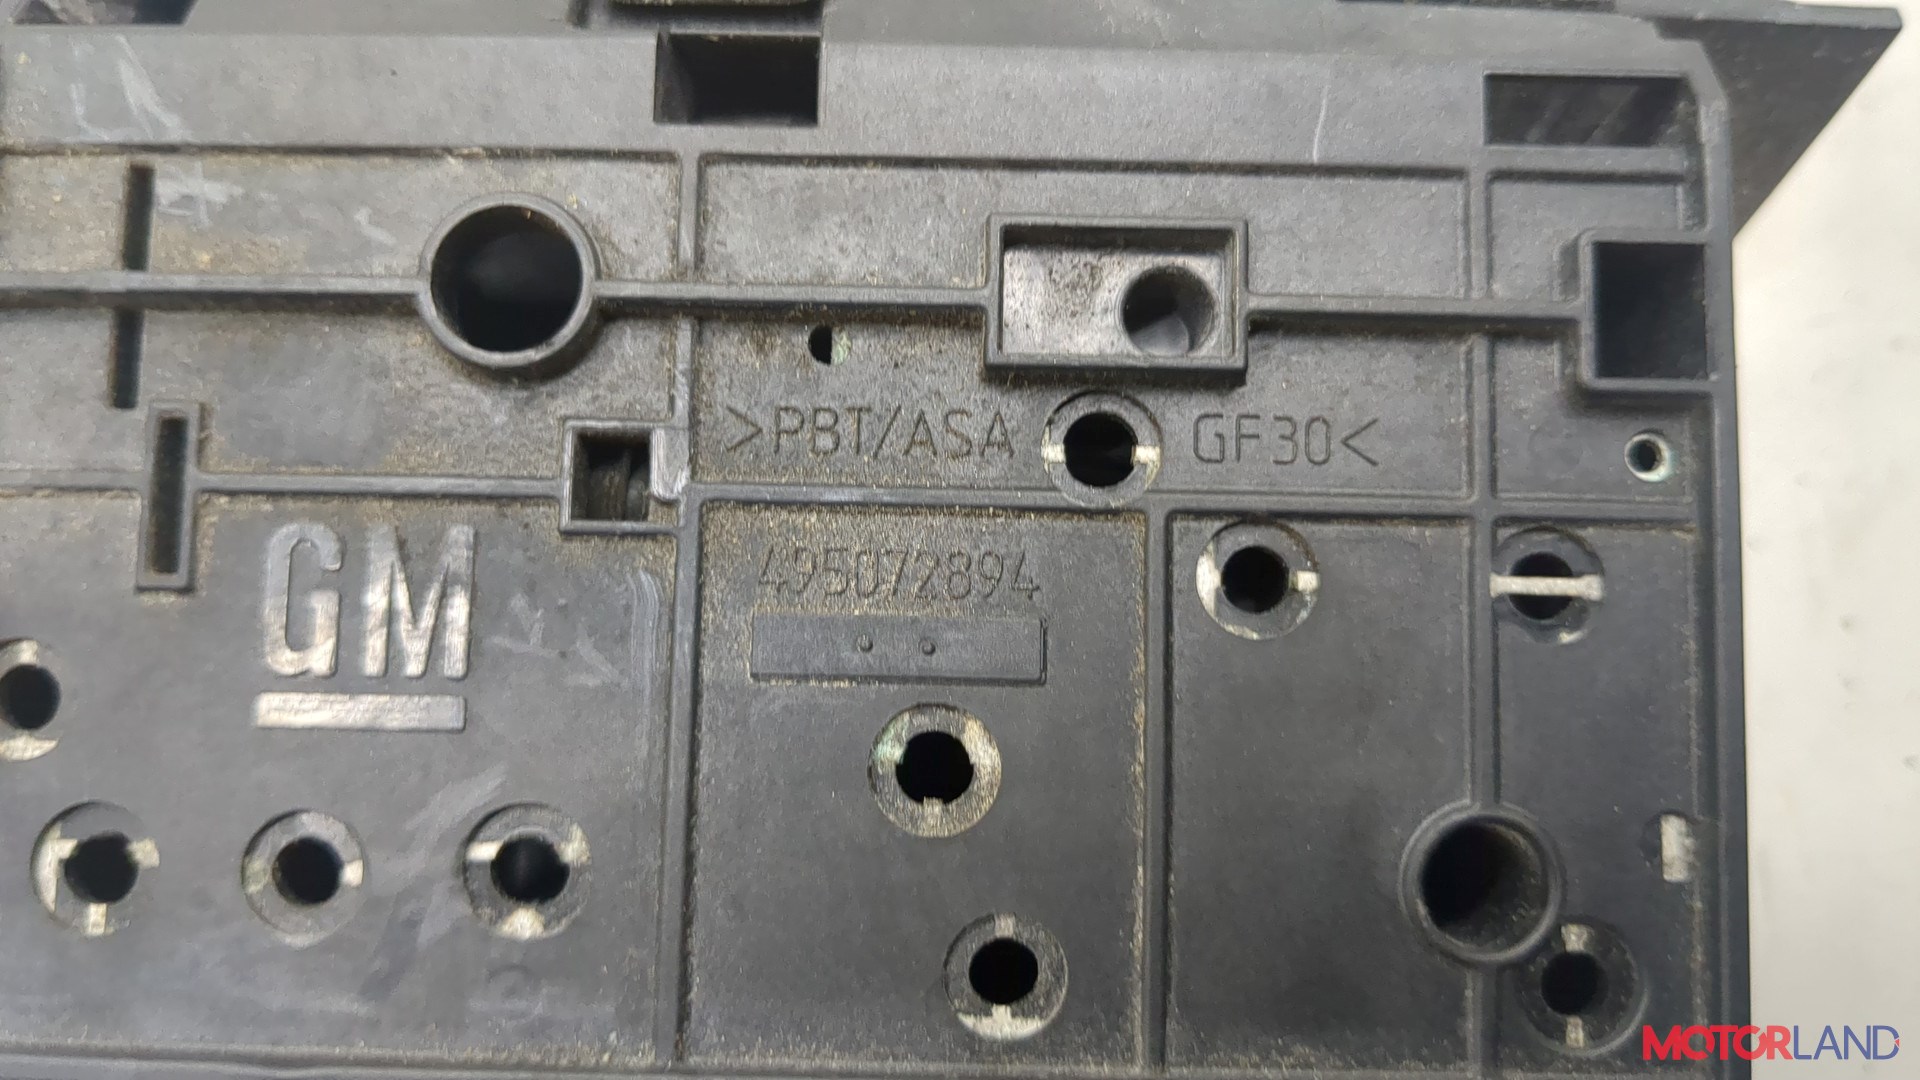 >PBT/ASA GF30<
GM
495072894
MOTORLAND